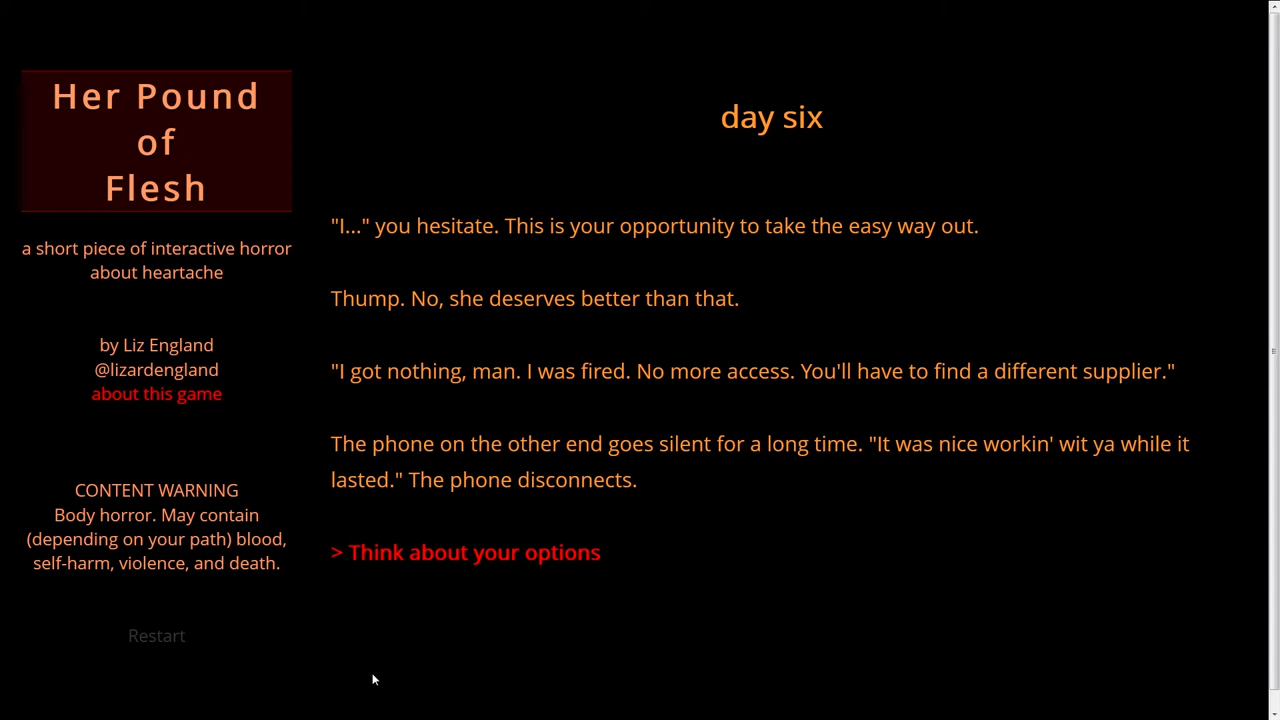 Her Pound
of
Flesh
a short piece of interactive horror
about heartache
by Liz England
@lizardengland
about this game
CONTENT WARNING
Body horror. May contain
(depending on your path) blood,
self-harm, violence, and death.
Restart
day six
"I..." you hesitate. This is your opportunity to take the easy way out.
Thump. No, she deserves better than that.
"I got nothing, man. I was fired. No more access. You'll have to find a different supplier."
The phone on the other end goes silent for a long time. "It was nice workin' wit ya while it
lasted." The phone disconnects.
> Think about your options